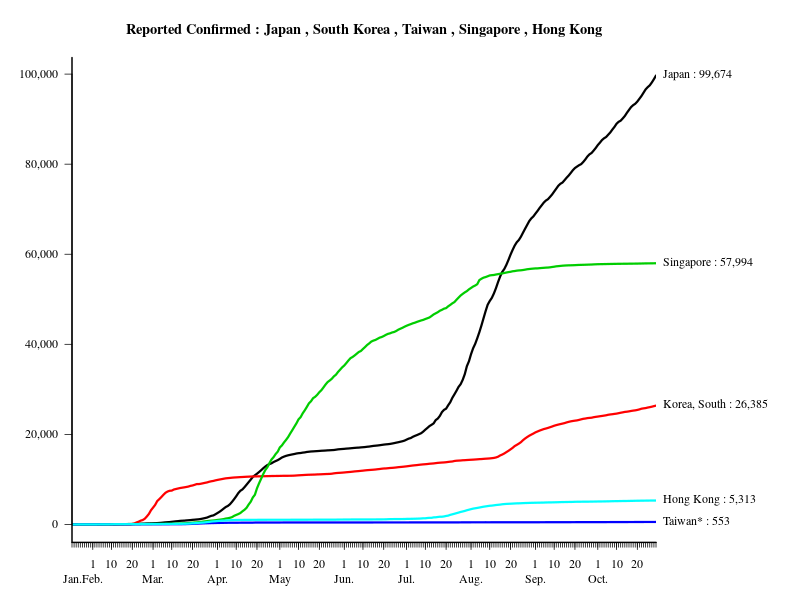 Reported Confirmed : Japan , South Korea , Taiwan , Singapore , Hong Kong
100,000
80,000
60,000
40,000
20,000
0
Japan : 99,674
Singapore : 57,994
Korea, South : 26,385
Hong Kong : 5,313
Taiwan* : 553
1 10 20 1 10 20 1 10 20 1 10 20 1 10 20 1 10 20 1 10 20 1 10 20 1 10 20
Jan.Feb. Mar. Apr. May Jun. Jul. Aug. Sep. Oct.